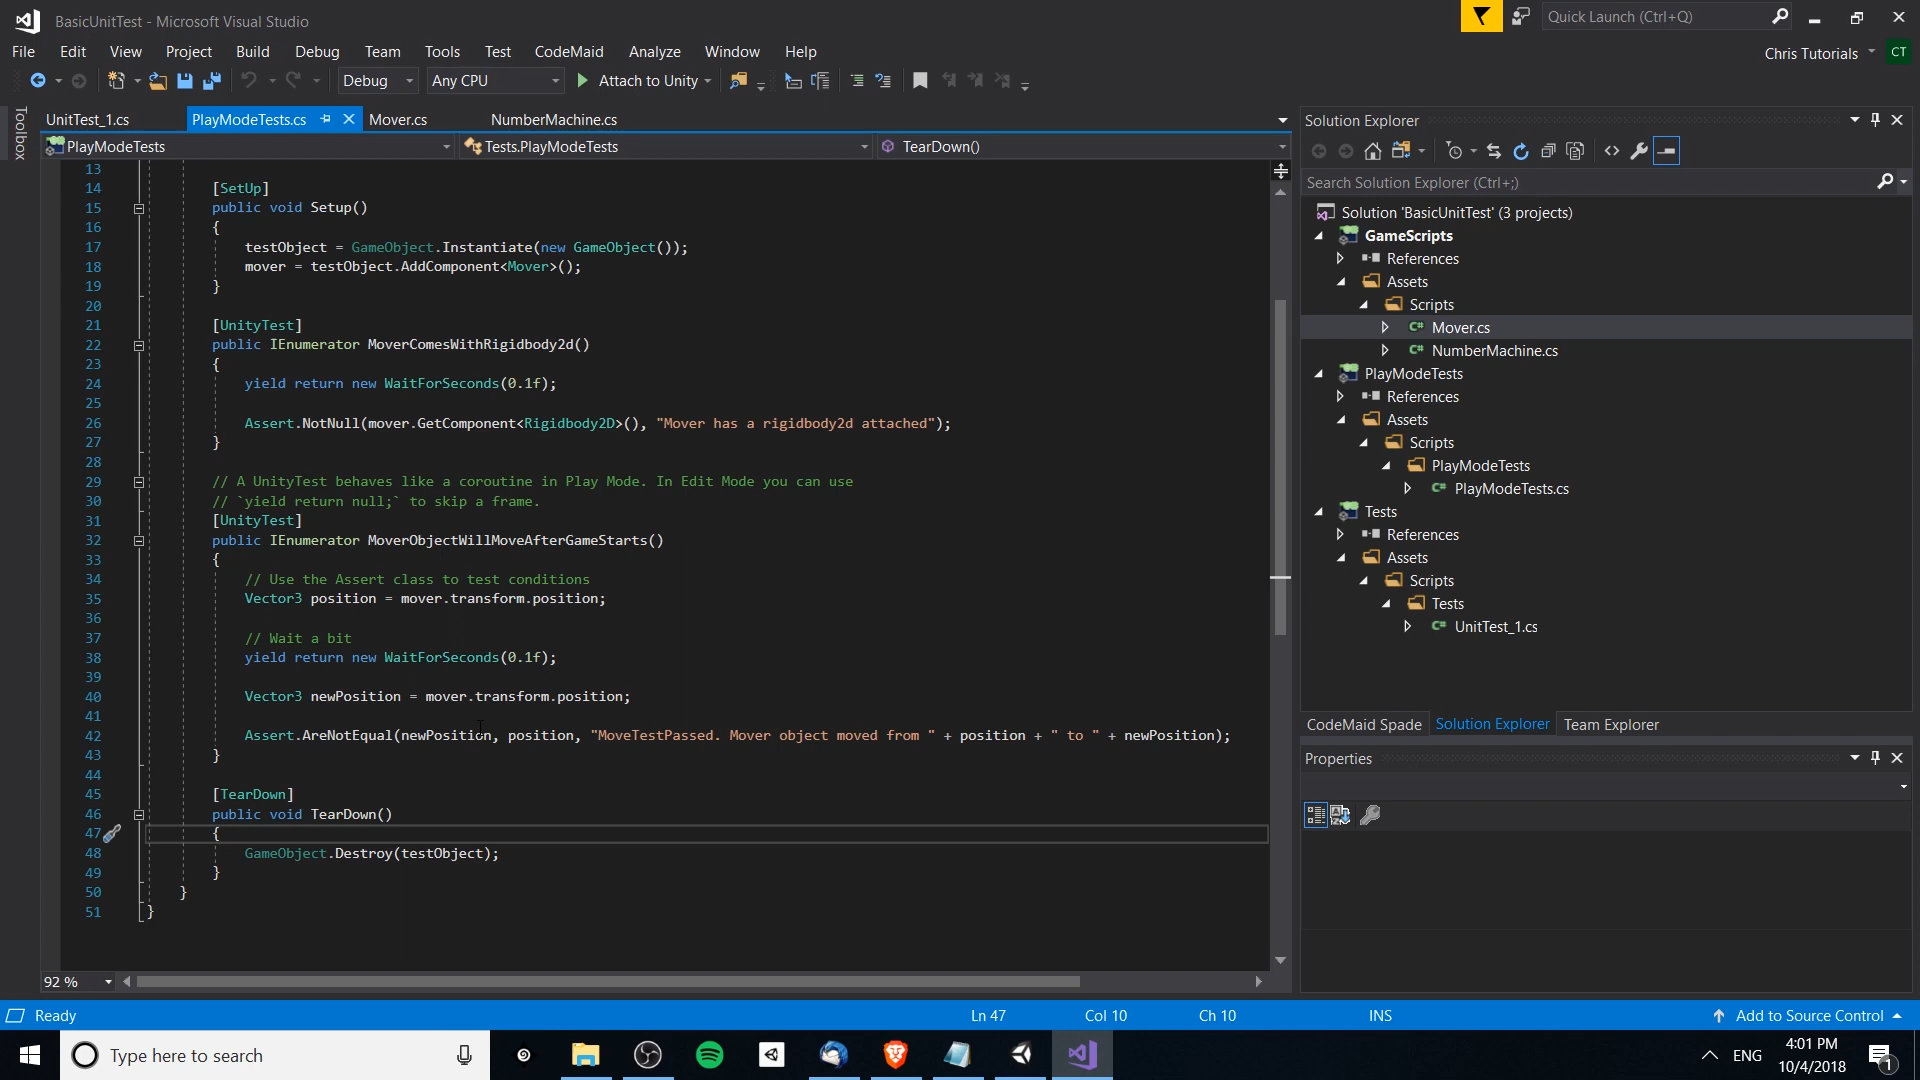 BasicUnitTest - Microsoft Visual Studio
Quick Launch (Ctrl+Q)
File Edit View Project Build Debug Team Tools Test CodeMaid Analyze Window Help
Chris Tutorials CT
Debug Any CPU Attach to Unity
Toolbox
UnitTest_1.cs PlayModeTests.cs Mover.cs NumberMachine.cs
PlayModeTests Tests.PlayModeTests TearDown()
13
14 [SetUp]
15 public void Setup()
16 {
17 testObject = GameObject.Instantiate(new GameObject());
18 mover = testObject.AddComponent<Mover>();
19 }
20
21 [UnityTest]
22 public IEnumerator MoverComesWithRigidbody2d()
23 {
24 yield return new WaitForSeconds(0.1f);
25
26 Assert.NotNull(mover.GetComponent<Rigidbody2D>(), "Mover has a rigidbody2d attached");
27 }
28
29 // A UnityTest behaves like a coroutine in Play Mode. In Edit Mode you can use
30 // `yield return null;` to skip a frame.
31 [UnityTest]
32 public IEnumerator MoverObjectWillMoveAfterGameStarts()
33 {
34 // Use the Assert class to test conditions
35 Vector3 position = mover.transform.position;
36
37 // Wait a bit
38 yield return new WaitForSeconds(0.1f);
39
40 Vector3 newPosition = mover.transform.position;
41
42 Assert.AreNotEqual(newPosition, position, "MoveTestPassed. Mover object moved from " + position + " to " + newPosition);
43 }
44
45 [TearDown]
46 public void TearDown()
47 {
48 GameObject.Destroy(testObject);
49 }
50 }
51 }
92 %
Solution Explorer
Search Solution Explorer (Ctrl+;)
Solution 'BasicUnitTest' (3 projects)
GameScripts
References
Assets
Scripts
C# Mover.cs
C# NumberMachine.cs
PlayModeTests
References
Assets
Scripts
PlayModeTests
C# PlayModeTests.cs
Tests
References
Assets
Scripts
Tests
C# UnitTest_1.cs
CodeMaid Spade Solution Explorer Team Explorer
Properties
Ready Ln 47 Col 10 Ch 10 INS Add to Source Control
Type here to search
ENG
4:01 PM
10/4/2018
1